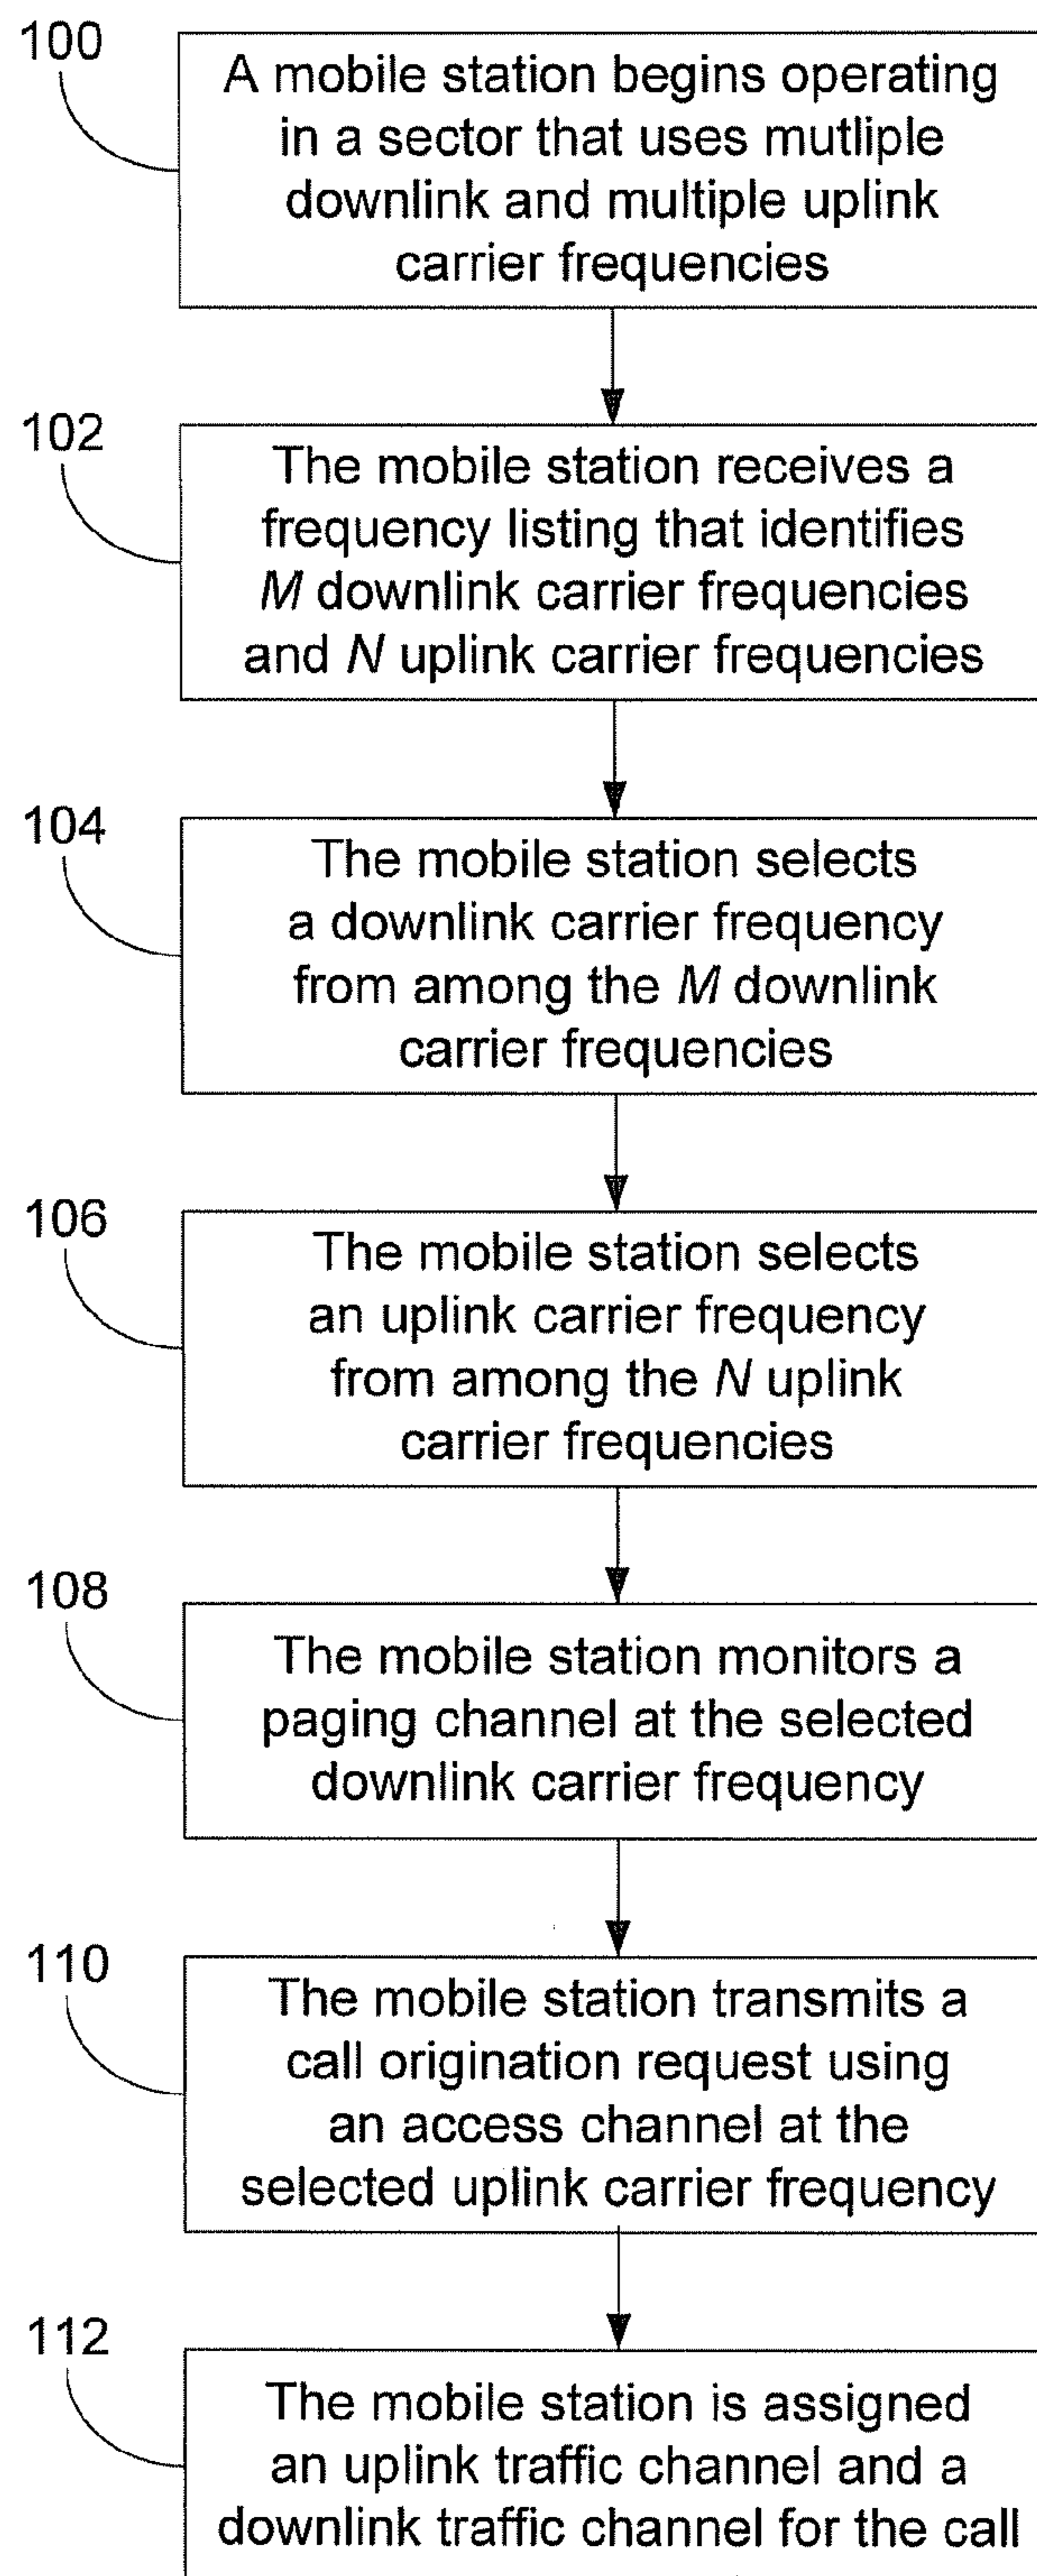 100
A mobile station begins operating
in a sector that uses mutliple
downlink and multiple uplink
carrier frequencies
102
The mobile station receives a
frequency listing that identifies
M downlink carrier frequencies
and N uplink carrier frequencies
104
The mobile station selects
a downlink carrier frequency
from among the M downlink
carrier frequencies
106
The mobile station selects
an uplink carrier frequency
from among the N uplink
carrier frequencies
108
The mobile station monitors a
paging channel at the selected
downlink carrier frequency
110
The mobile station transmits a
call origination request using
an access channel at the
selected uplink carrier frequency
112
The mobile station is assigned
an uplink traffic channel and a
downlink traffic channel for the call